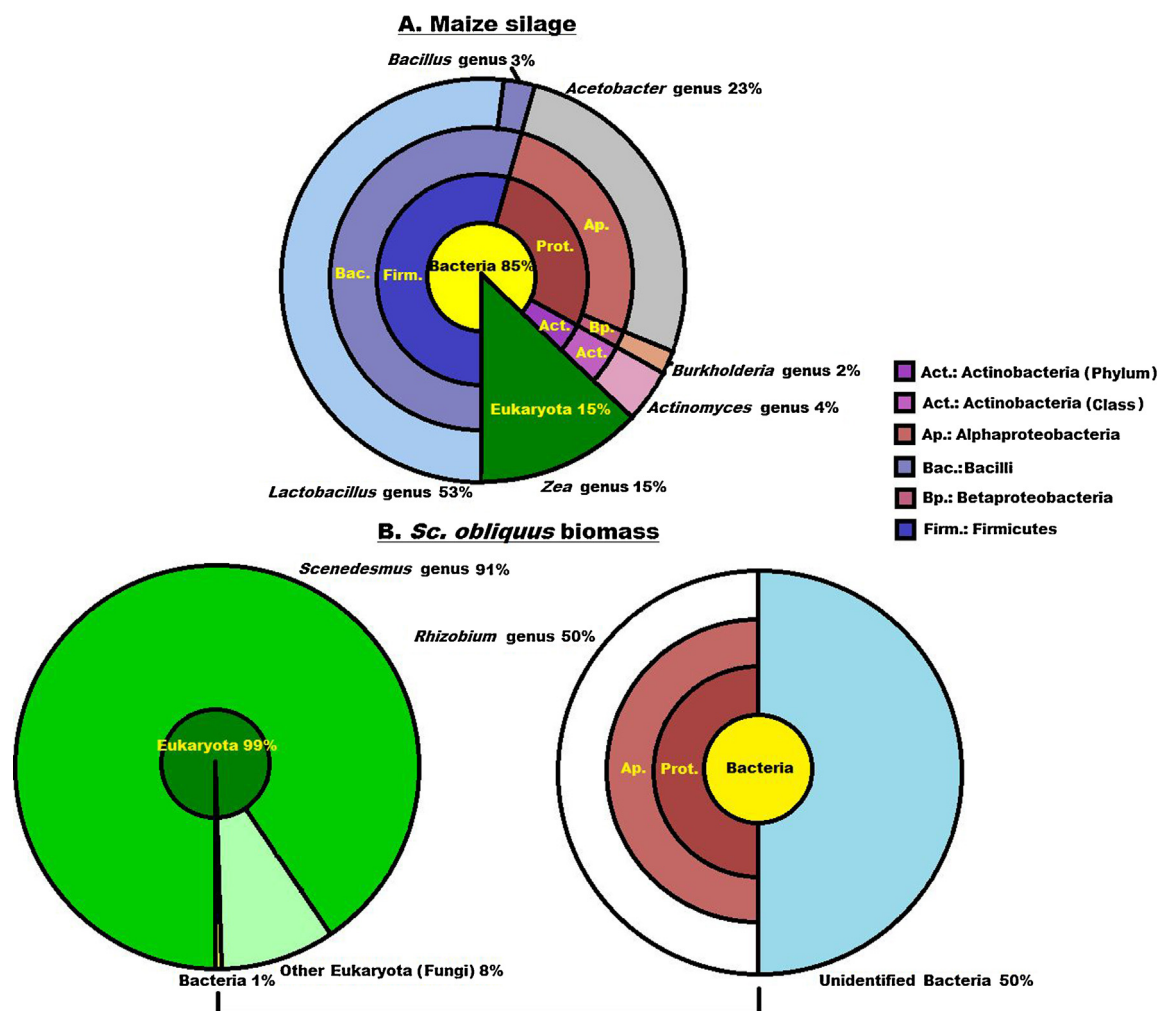 A. Maize silage
Bacillus genus 3%
Acetobacter genus 23%
Ap.
Prot.
Bacteria 85%
Bac.
Firm.
Act.
Bp.
Act.
Burkholderia genus 2%
Actinomyces genus 4%
Eukaryota 15%
Zea genus 15%
Lactobacillus genus 53%
Act.: Actinobacteria (Phylum)
Act.: Actinobacteria (Class)
Ap.: Alphaproteobacteria
Bac.:Bacilli
Bp.: Betaproteobacteria
Firm.: Firmicutes
B. Sc. obliquus biomass
Scenedesmus genus 91%
Rhizobium genus 50%
Eukaryota 99%
Ap.
Prot.
Bacteria
Other Eukaryota (Fungi) 8%
Bacteria 1%
Unidentified Bacteria 50%